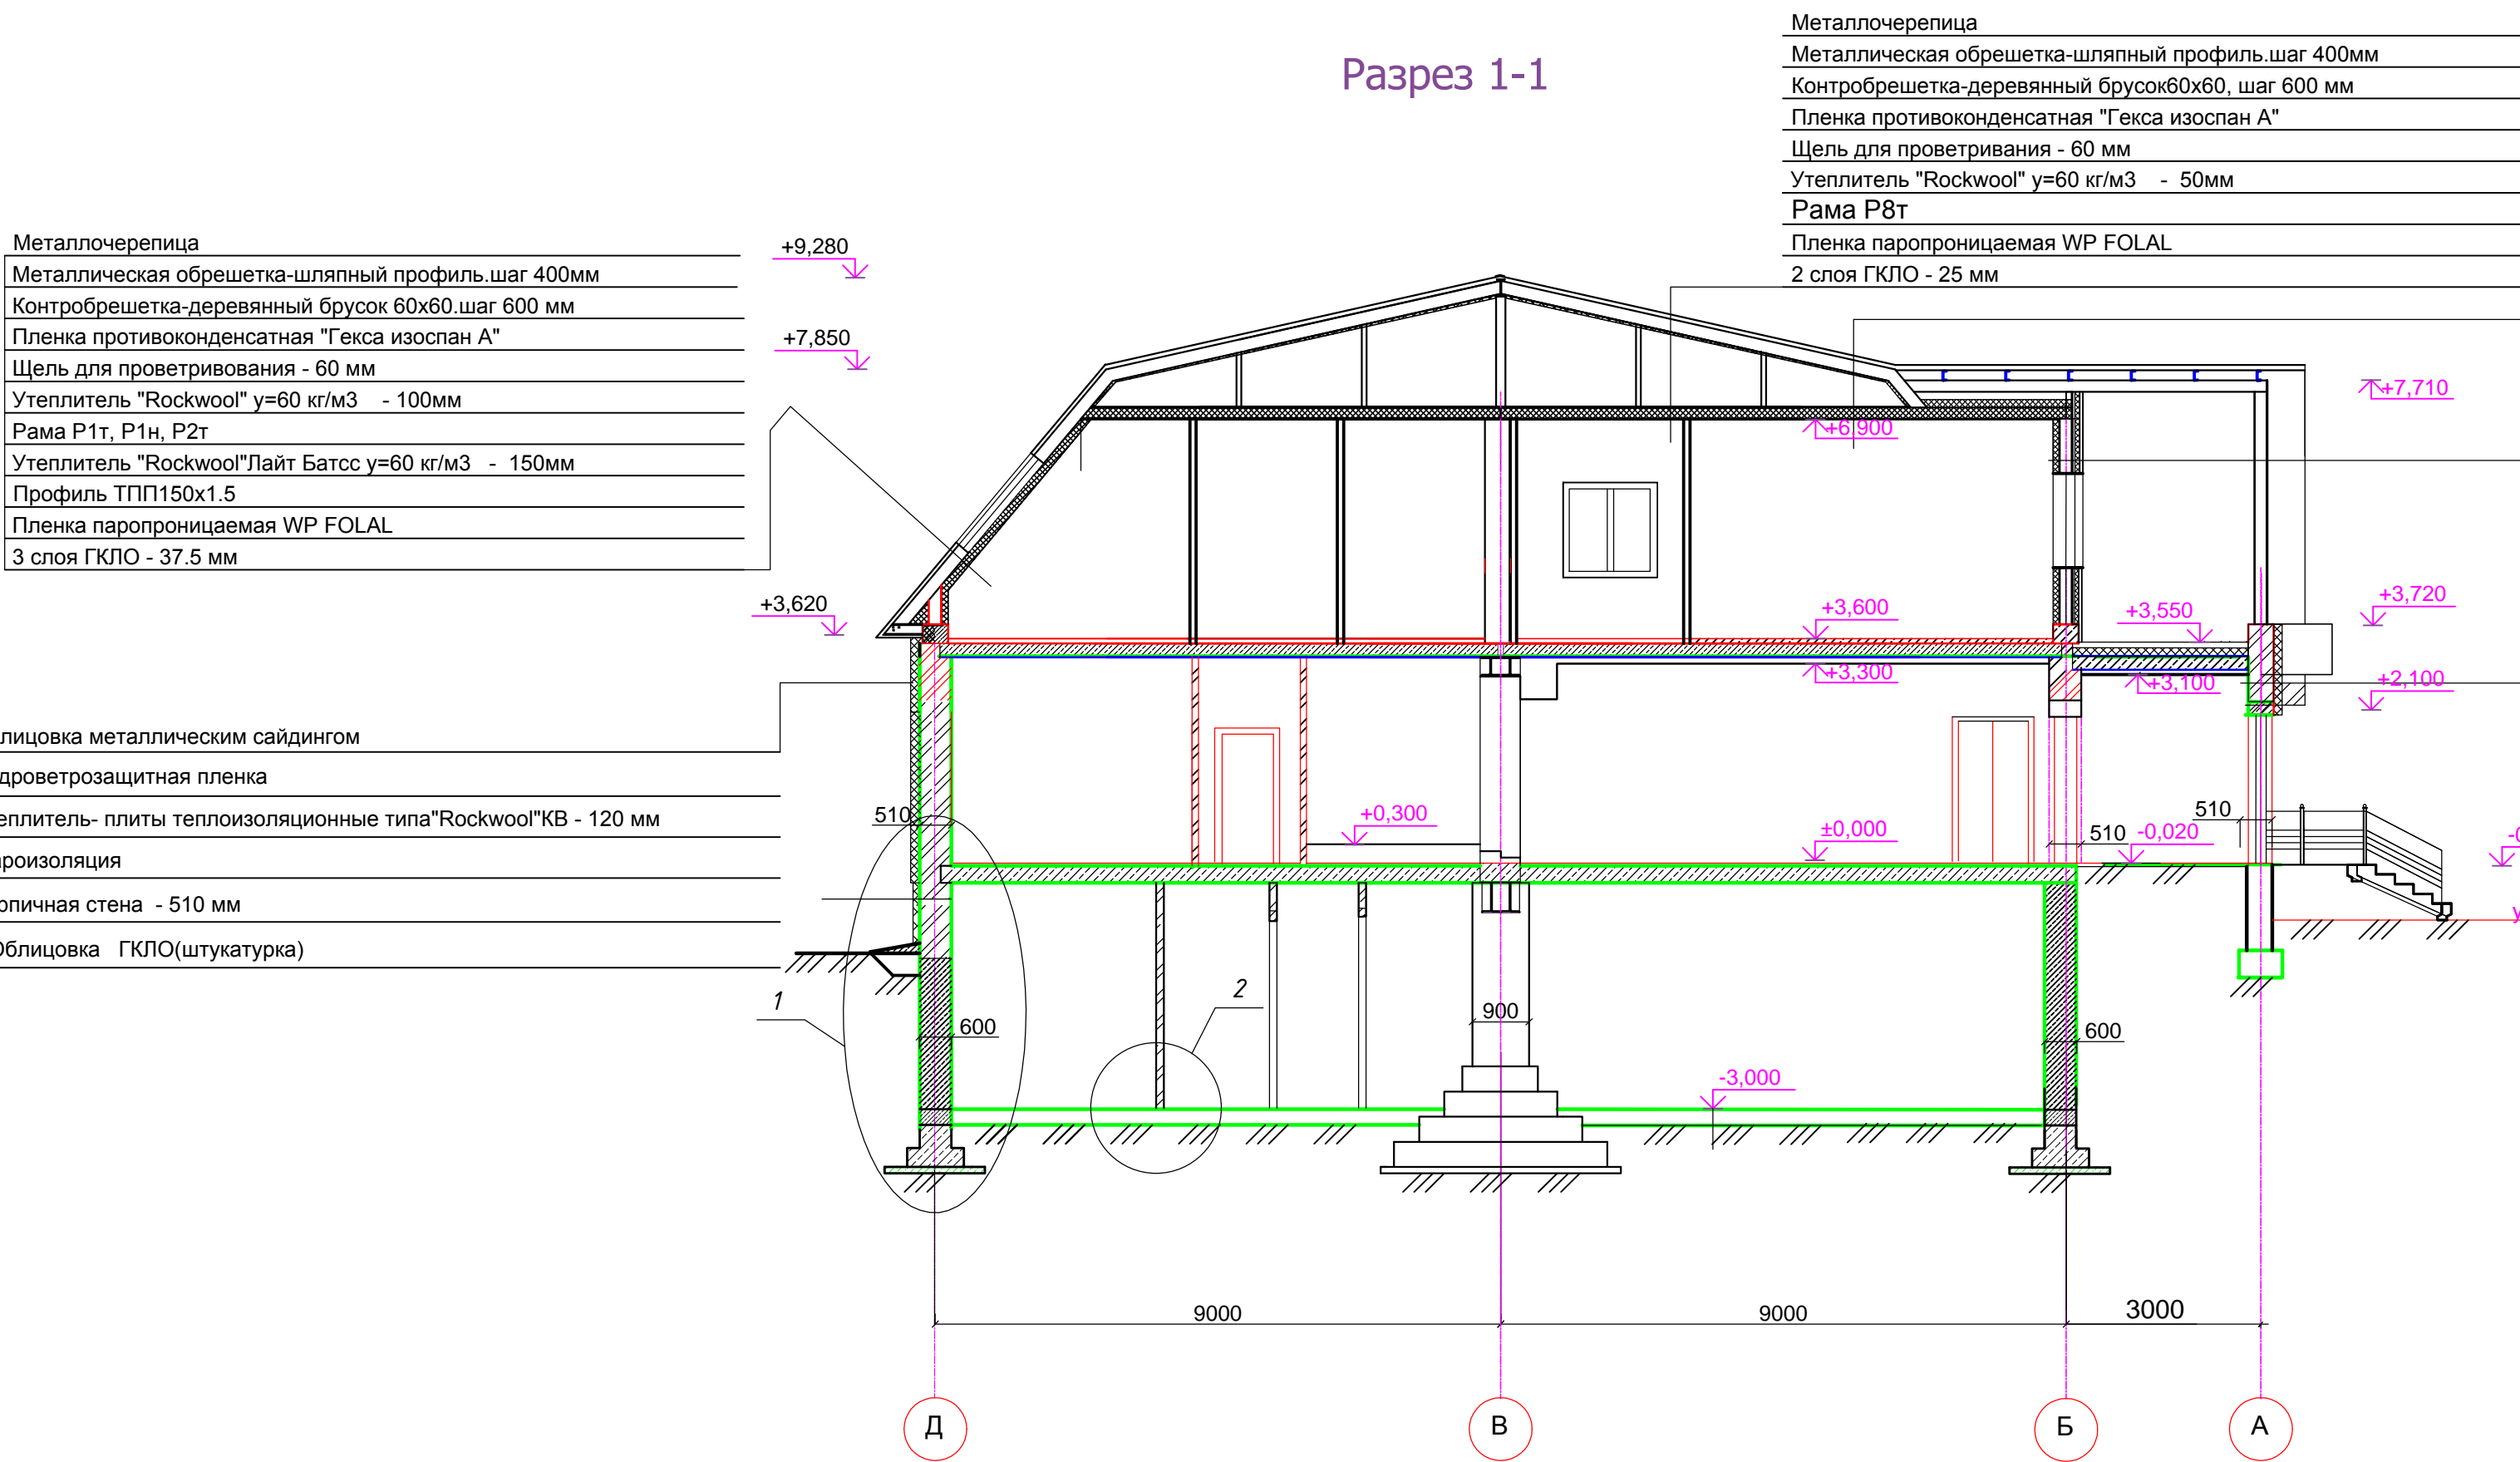 Разрез 1-1
Металлочерепица
Металлическая обрешетка-шляпный профиль.шаг 400мм
Контробрешетка-деревянный брусок60х60, шаг 600 мм
Пленка противоконденсатная "Гекса изоспан А"
Щель для проветривания - 60 мм
Утеплитель "Rockwool" у=60 кг/м3 - 50мм
Рама Р8т
Пленка паропроницаемая WP FOLAL
2 слоя ГКЛО - 25 мм
Металлочерепица
Металлическая обрешетка-шляпный профиль.шаг 400мм
Контробрешетка-деревянный брусок 60х60.шаг 600 мм
Пленка противоконденсатная "Гекса изоспан А"
Щель для проветривования - 60 мм
Утеплитель "Rockwool" у=60 кг/м3 - 100мм
Рама Р1т, Р1н, Р2т
Утеплитель "Rockwool"Лайт Батсс у=60 кг/м3 - 150мм
Профиль ТПП150х1.5
Пленка паропроницаемая WP FOLAL
3 слоя ГКЛО - 37.5 мм
+9,280
+7,850
+3,620
+7,710
+6,900
+3,600
+3,550
+3,720
+3,300
+3,100
+2,100
лицовка металлическим сайдингом
дроветрозащитная пленка
еплитель- плиты теплоизоляционные типа"Rockwool"КВ - 120 мм
ароизоляция
рпичная стена - 510 мм
Облицовка ГКЛО(штукатурка)
510
+0,300
±0,000
510
-0,020
510
1
2
600
900
600
-3,000
9000
9000
3000
Д
В
Б
А